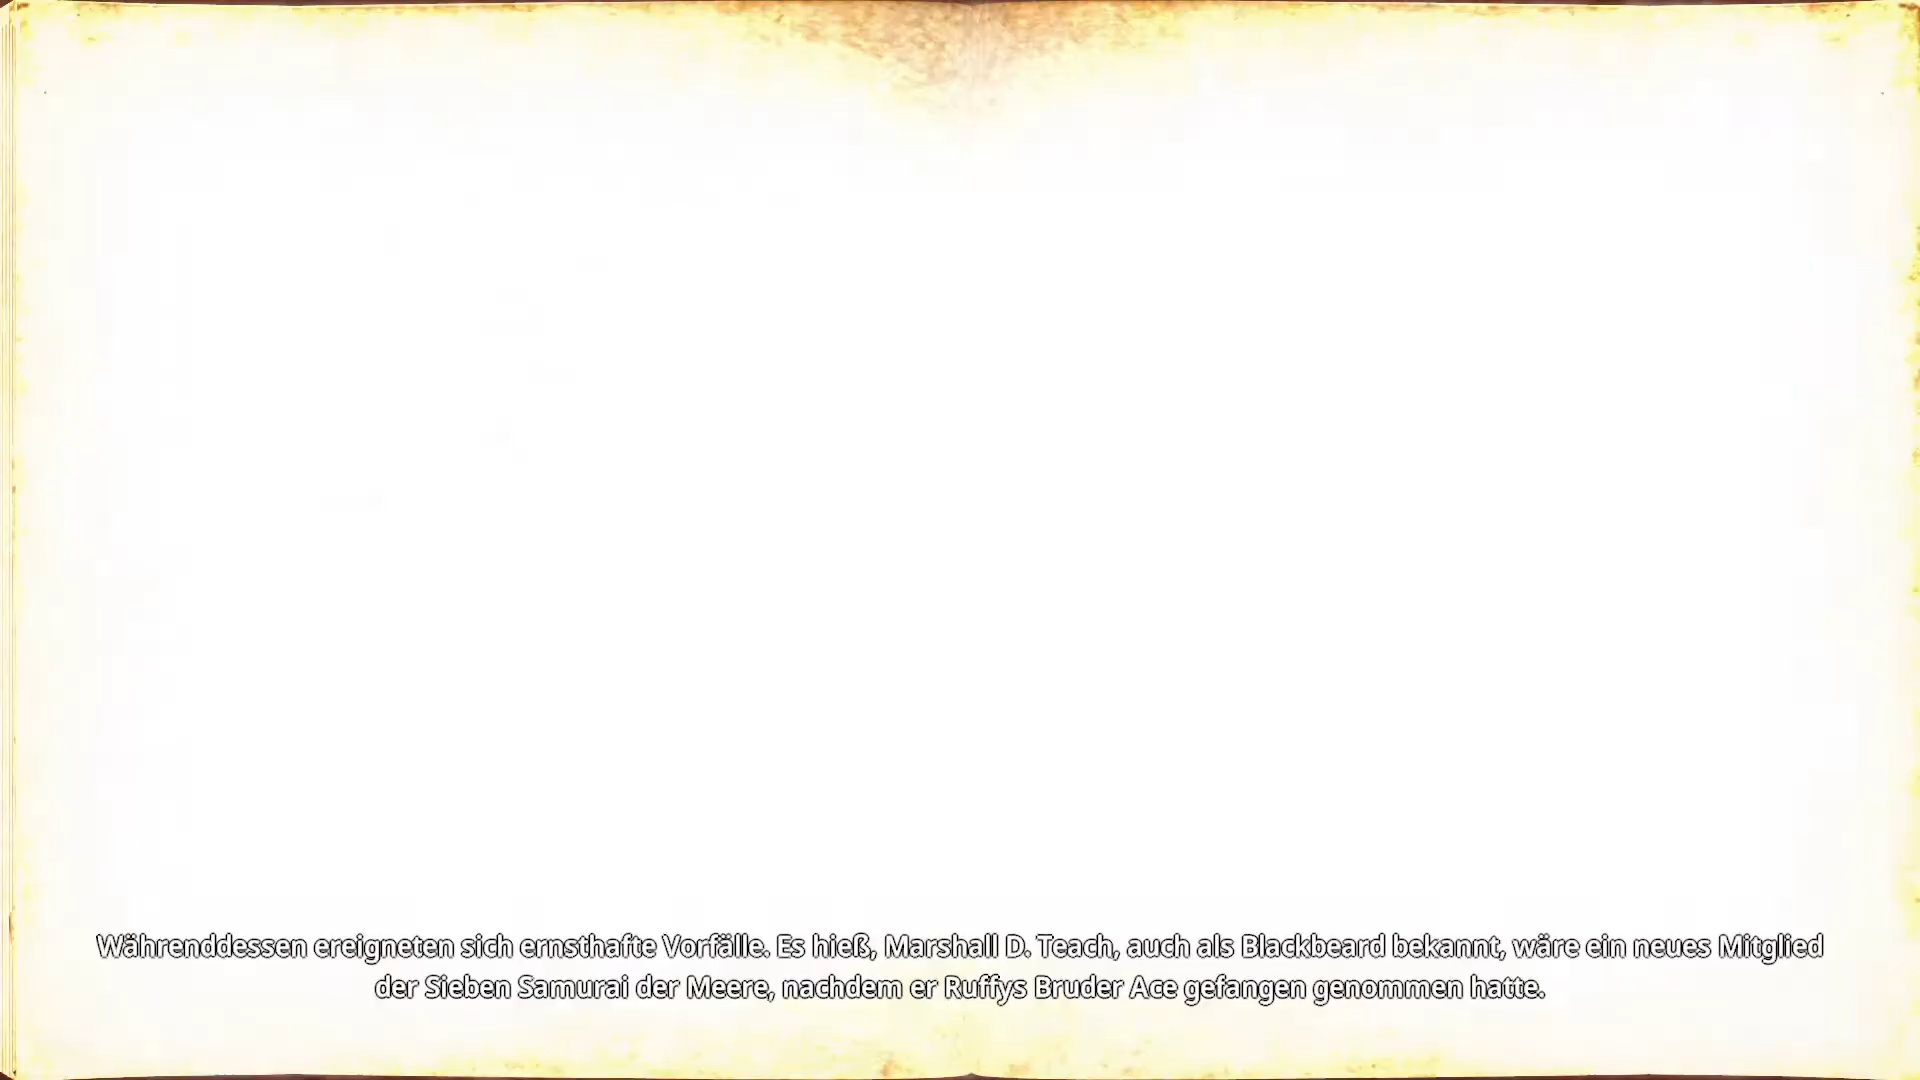 Währenddessen ereigneten sich ernsthafte Vorfälle. Es hieß, Marshall D. Teach, auch als Blackbeard bekannt, wäre ein neues Mitglied
der Sieben Samurai der Meere, nachdem er Ruffys Bruder Ace gefangen genommen hatte.